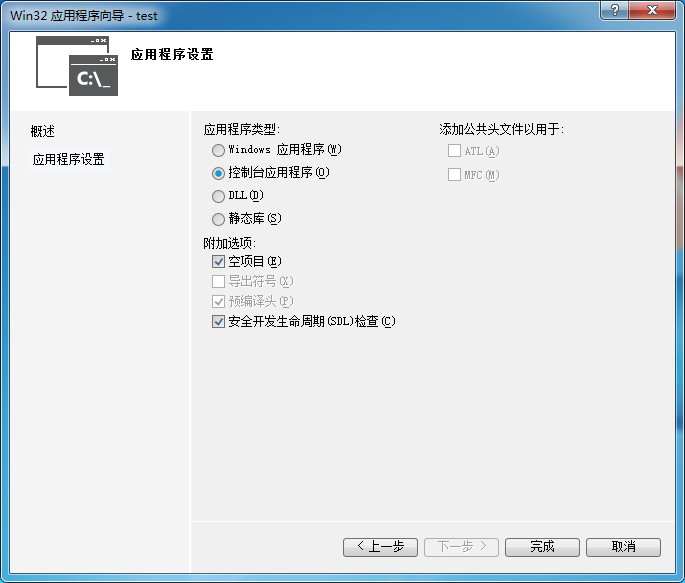 Win32 应用程序向导 - test
?
C:\_
应用程序设置
概述
应用程序设置
应用程序类型:
Windows 应用程序(W)
控制台应用程序(O)
DLL(D)
静态库(S)
附加选项:
空项目(E)
导出符号(X)
预编译头(P)
安全开发生命周期(SDL)检查(C)
添加公共头文件以用于:
ATL(A)
MFC(M)
< 上一步
下一步 >
完成
取消